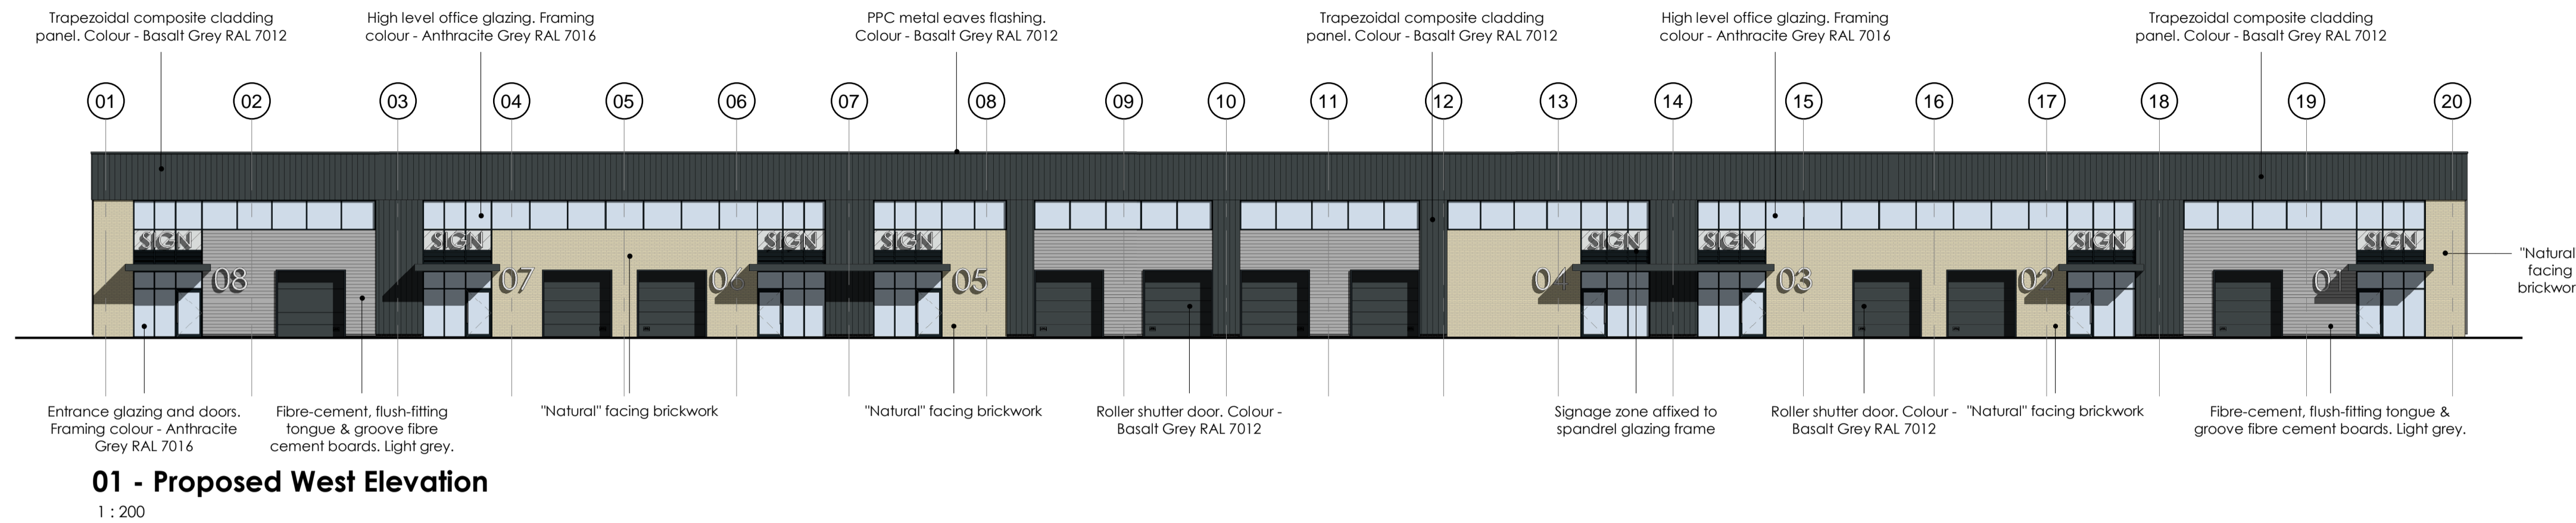 Trapezoidal composite cladding
panel. Colour - Basalt Grey RAL 7012
High level office glazing. Framing
colour - Anthracite Grey RAL 7016
PPC metal eaves flashing.
Colour - Basalt Grey RAL 7012
Trapezoidal composite cladding
panel. Colour - Basalt Grey RAL 7012
High level office glazing. Framing
colour - Anthracite Grey RAL 7016
Trapezoidal composite cladding
panel. Colour - Basalt Grey RAL 7012
01 02 03 04 05 06 07 08 09 10 11 12 13 14 15 16 17 18 19 20
SIGN SIGN SIGN SIGN SIGN SIGN SIGN SIGN
08 07 06 05 04 03 02 01
"Natural
facing
brickwor
Entrance glazing and doors.
Framing colour - Anthracite
Grey RAL 7016
Fibre-cement, flush-fitting
tongue & groove fibre
cement boards. Light grey.
"Natural" facing brickwork
"Natural" facing brickwork
Roller shutter door. Colour -
Basalt Grey RAL 7012
Signage zone affixed to
spandrel glazing frame
Roller shutter door. Colour -
Basalt Grey RAL 7012
"Natural" facing brickwork
Fibre-cement, flush-fitting tongue &
groove fibre cement boards. Light grey.
01 - Proposed West Elevation
1 : 200